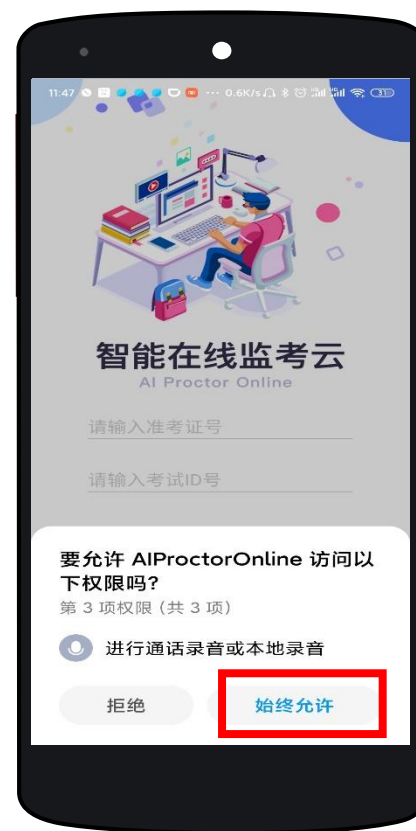 11:47 ... 0.6K/s 31
智能在线监考云
AI Proctor Online
请输入准考证号
请输入考试ID号
要允许 AIProctorOnline 访问以
下权限吗?
第 3 项权限 (共 3 项)
进行通话录音或本地录音
拒绝 始终允许